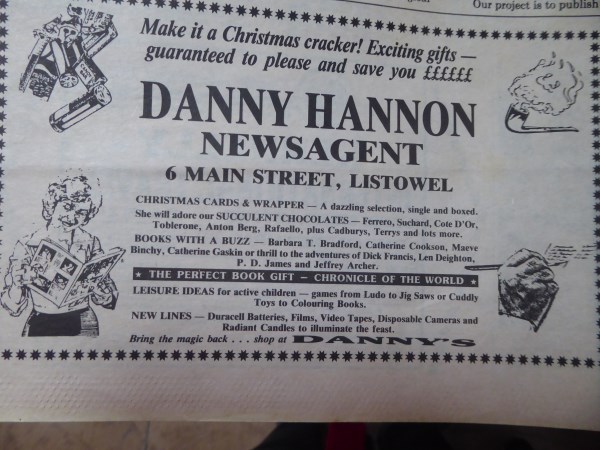 Our project is to publish
Make it a Christmas cracker! Exciting gifts —
guaranteed to please and save you ££££££
DANNY HANNON
NEWSAGENT
6 MAIN STREET, LISTOWEL
CHRISTMAS CARDS & WRAPPER — A dazzling selection, single and boxed.
She will adore our SUCCULENT CHOCOLATES — Ferrero, Suchard, Cote D'Or,
Toblerone, Anton Berg, Rafaello, plus Cadburys, Terrys and lots more.
BOOKS WITH A BUZZ — Barbara T. Bradford, Catherine Cookson, Maeve
Binchy, Catherine Gaskin or thrill to the adventures of Dick Francis, Len Deighton,
P. D. James and Jeffrey Archer.
★ THE PERFECT BOOK GIFT – CHRONICLE OF THE WORLD ★
LEISURE IDEAS for active children — games from Ludo to Jig Saws or Cuddly
Toys to Colouring Books.
NEW LINES — Duracell Batteries, Films, Video Tapes, Disposable Cameras and
Radiant Candles to illuminate the feast.
Bring the magic back . . . shop at DANNY'S